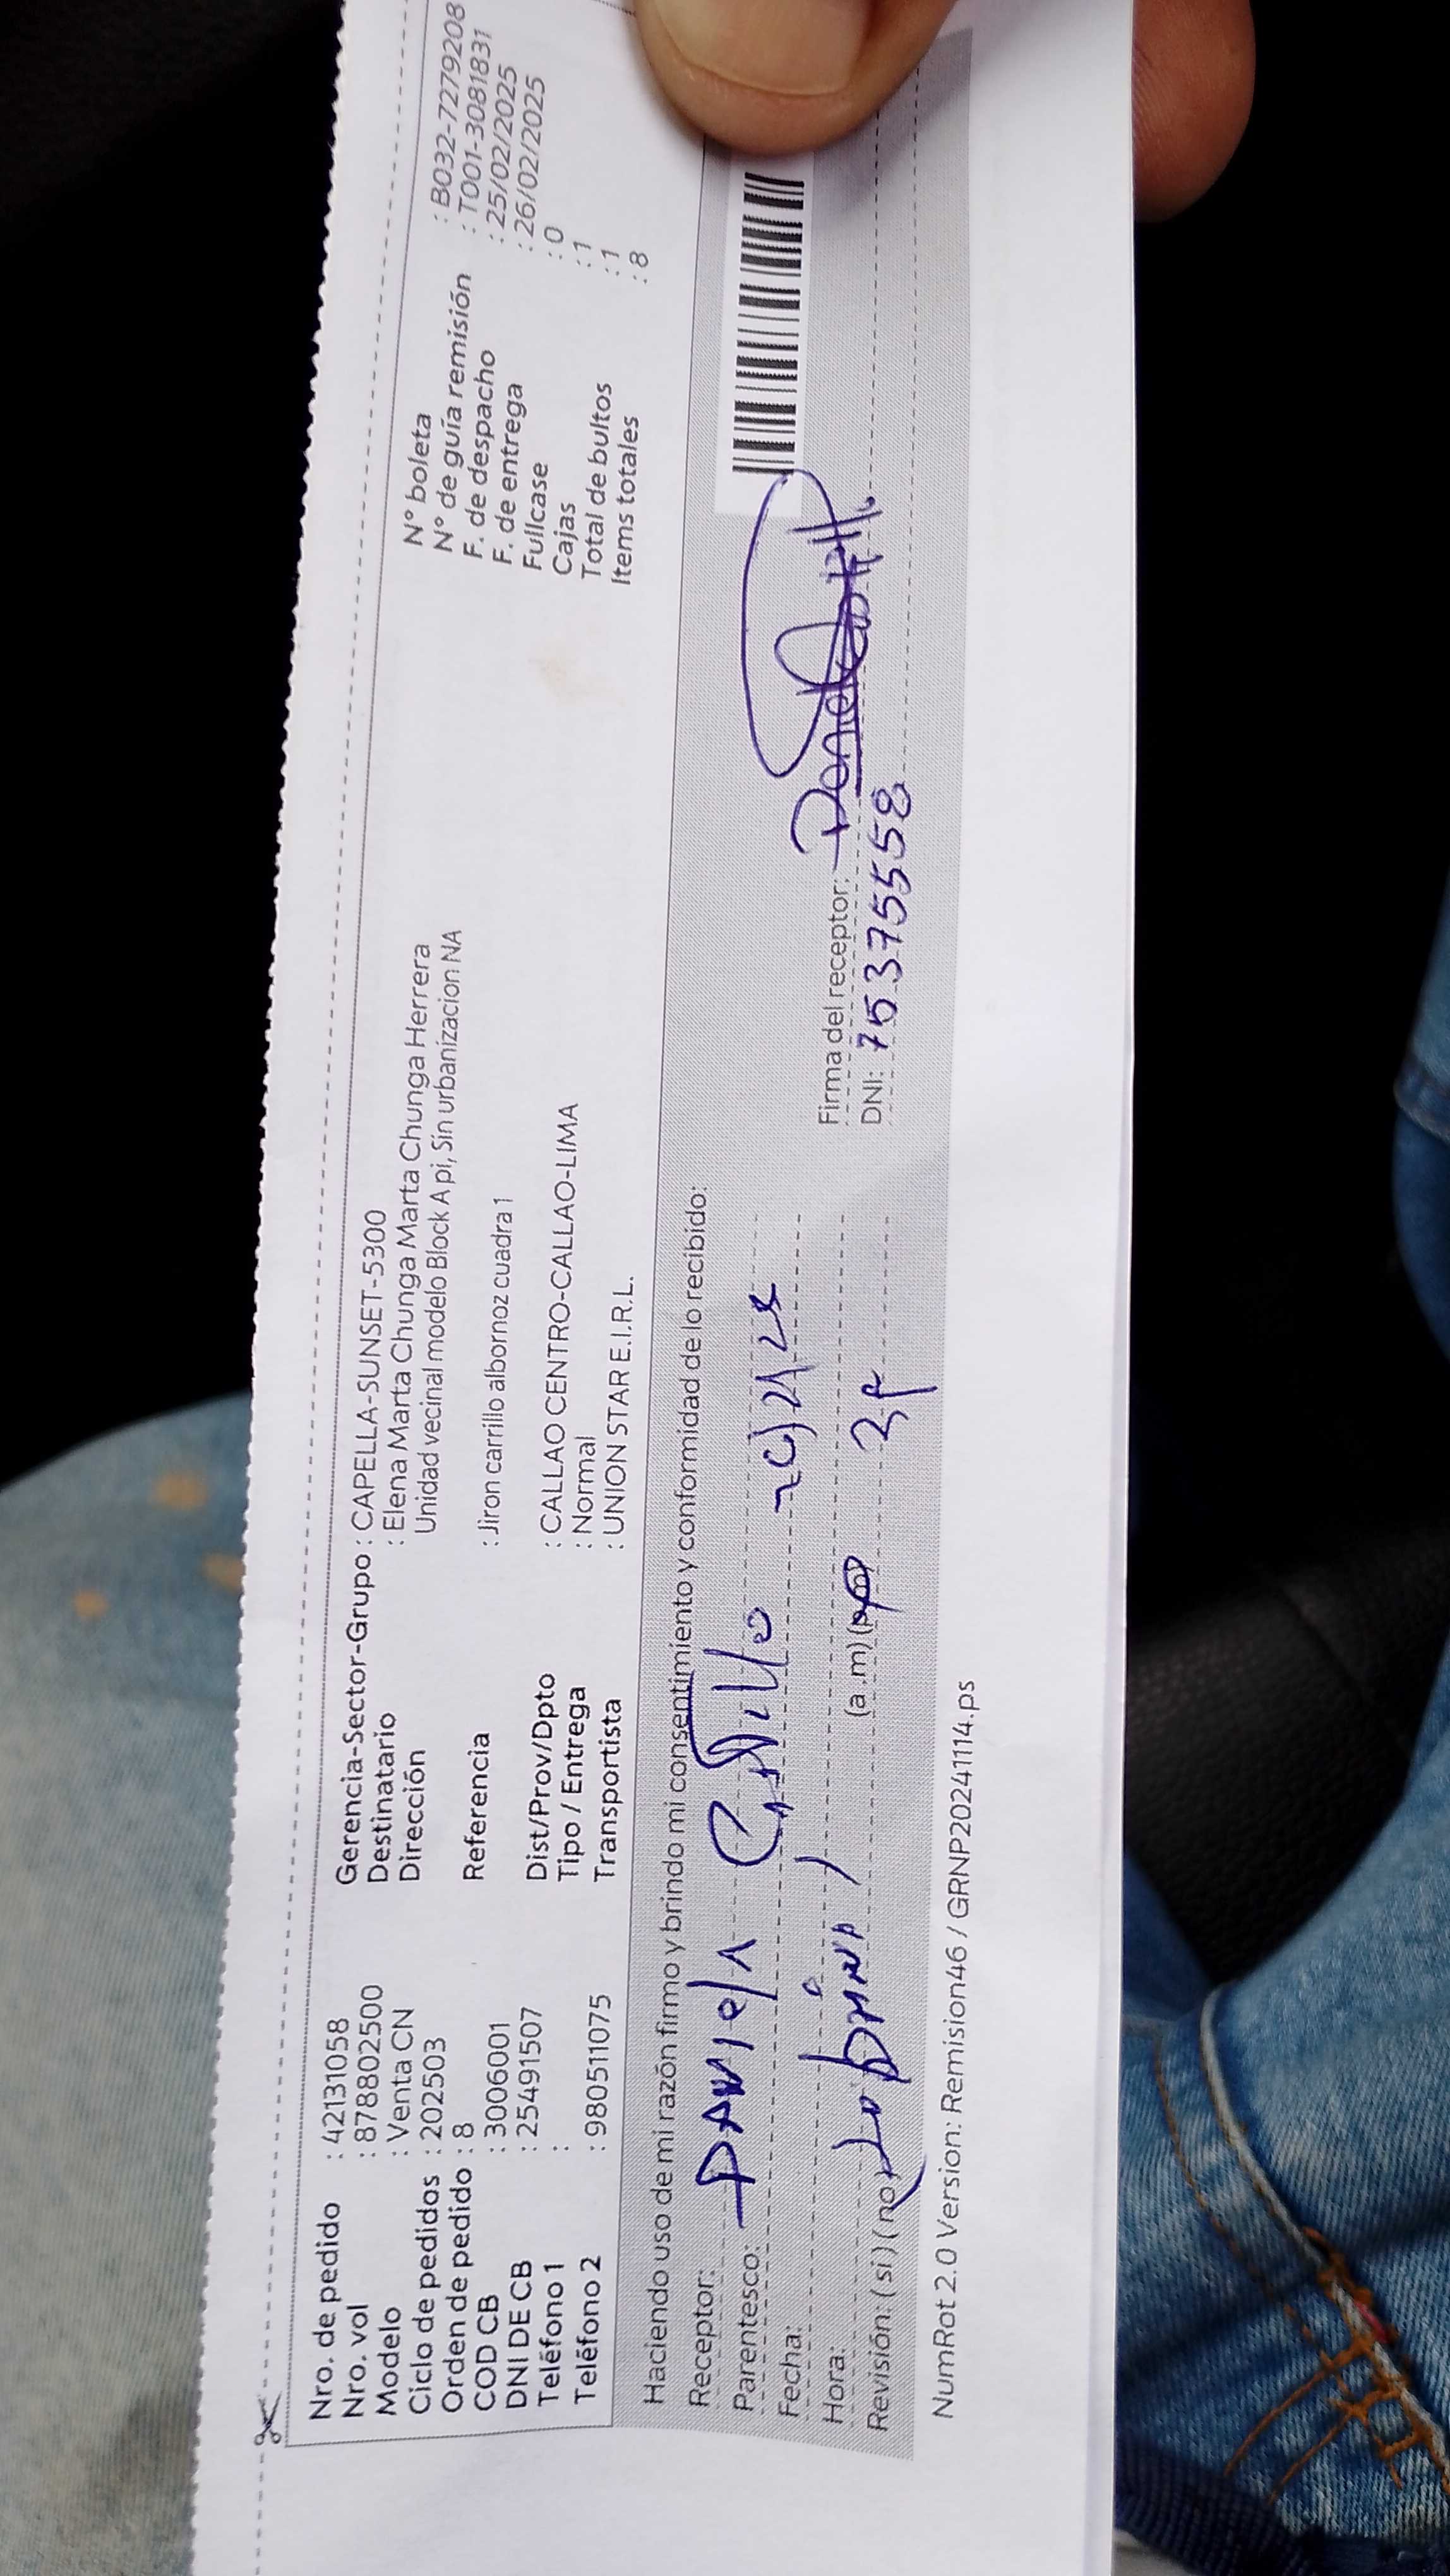 Nro. de pedido : 42131058
Nro. vol : 878802500
Modelo : Venta CN
Ciclo de pedidos : 202503
Orden de pedido : 8
COD CB : 3006001
DNI DE CB : 25491507
Teléfono 1 :
Teléfono 2 : 980511075
Gerencia-Sector-Grupo : CAPELLA-SUNSET-5300
Destinatario : Elena Marta Chunga Marta Chunga Herrera
Dirección Unidad vecinal modelo Block A pi, Sin urbanizacion NA
Referencia : Jiron carrillo albornoz cuadra 1
Dist/Prov/Dpto : CALLAO CENTRO-CALLAO-LIMA
Tipo / Entrega : Normal
Transportista : UNION STAR E.I.R.L.
N° boleta : B032-7279208
N° de guía remisión : T001-3081831
F. de despacho : 25/02/2025
F. de entrega : 26/02/2025
Fullcase : 0
Cajas : 1
Total de bultos : 1
Items totales : 8
Haciendo uso de mi razón firmo y brindo mi consentimiento y conformidad de lo recibido:
Receptor: Daniela
Parentesco:
Fecha:
Hora: (a.m)
Revisión: (si) (no)
Firma del receptor:
DNI: 75375558
NumRot 2.0 Version: Remision46 / GRNP20241114.ps